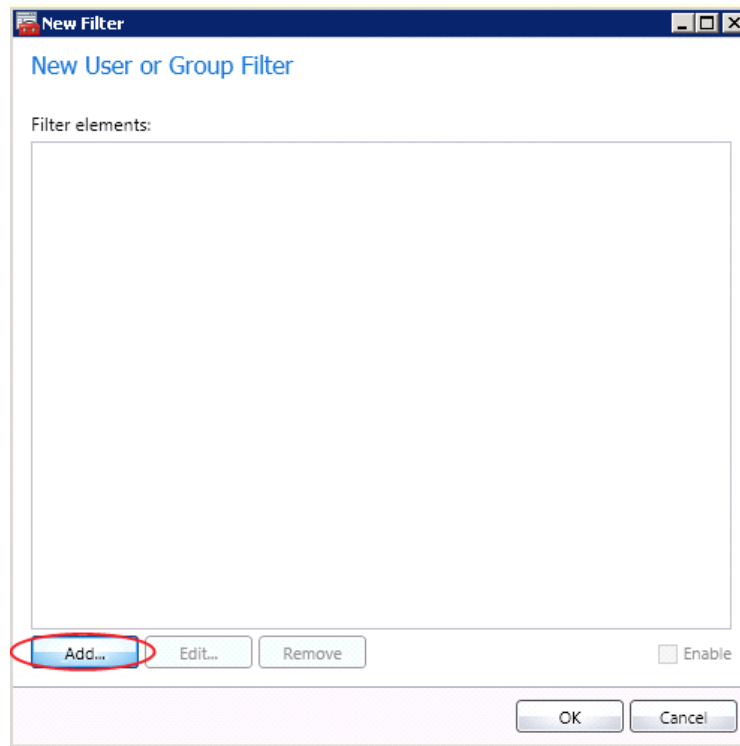 New Filter
New User or Group Filter
Filter elements:
Add... Edit... Remove Enable
OK Cancel